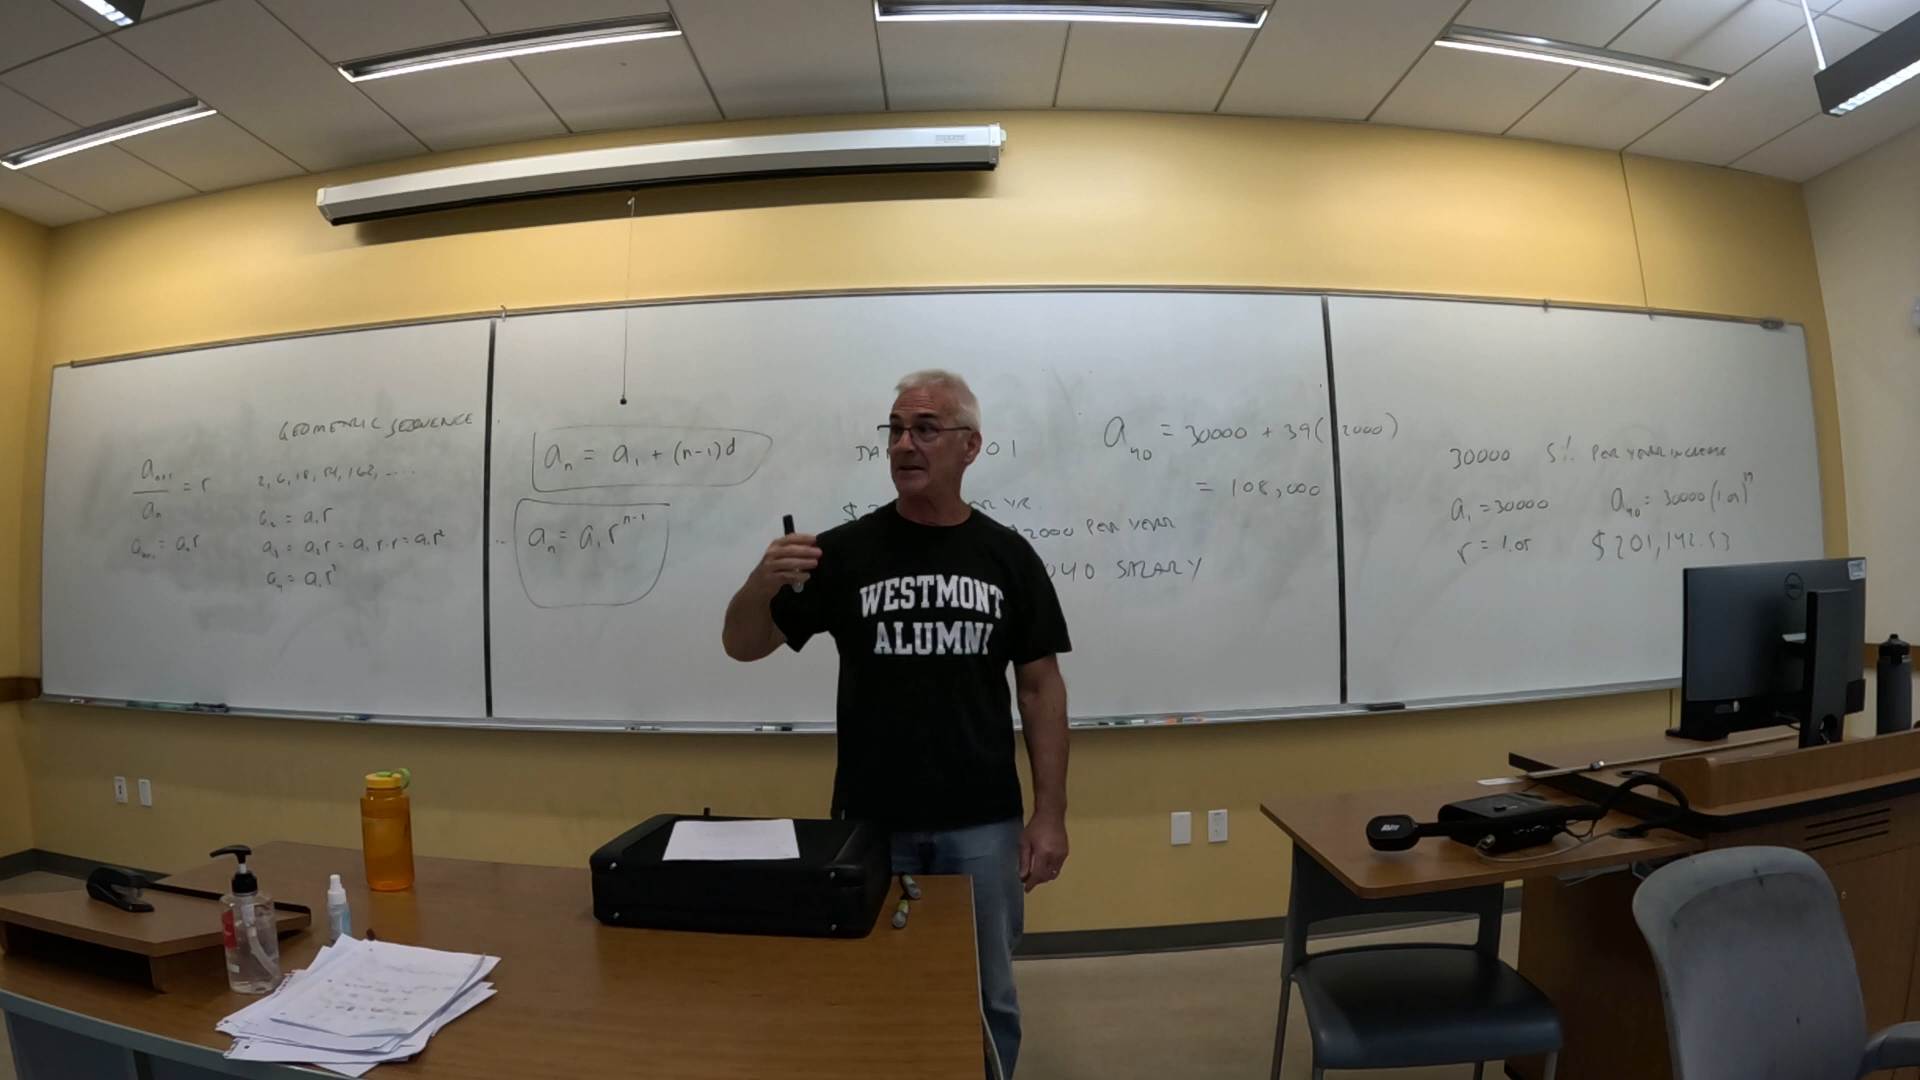 GEOMETRIC SEQUENCE
aₙ₊₁ / aₙ = r
2, 6, 18, 54, 162, ....
a₂ = a₁r
aₙ₊₁ = aₙr
a₃ = a₂r = a₁r·r = a₁r²
a₄ = a₁r³
aₙ = a₁ + (n-1)d
aₙ = a₁rⁿ⁻¹
YR
$2000 PER YEAR
SALARY
a₄₀ = 30000 + 39(2000)
= 108,000
30000 5% PER YEAR INCREASE
a₁ = 30000
a₄₀ = 30000(1.05)³⁹
r = 1.05
$201,142.53
WESTMONT
ALUMNI
DELL